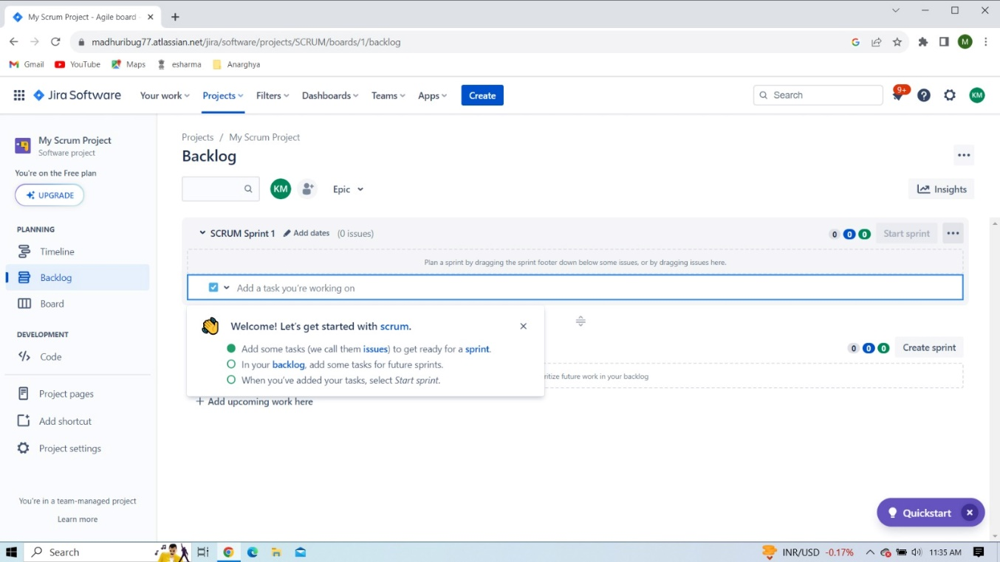 My Scrum Project - Agile board -
madhuribug77.atlassian.net/jira/software/projects/SCRUM/boards/1/backlog
M
Gmail YouTube Maps esharma Anarghya
Jira Software Your work Projects Filters Dashboards Teams Apps Create Search 9+ KM
My Scrum Project
Software project
You're on the Free plan
UPGRADE
PLANNING
Timeline
Backlog
Board
DEVELOPMENT
Code
Project pages
Add shortcut
Project settings
You're in a team-managed project
Learn more
Projects / My Scrum Project
Backlog
KM Epic Insights
SCRUM Sprint 1 Add dates (0 issues) 0 0 0 Start sprint
Plan a sprint by dragging the sprint footer down below some issues, or by dragging issues here.
Add a task you're working on
Welcome! Let's get started with scrum.
Add some tasks (we call them issues) to get ready for a sprint.
In your backlog, add some tasks for future sprints.
When you've added your tasks, select Start sprint.
0 0 0 Create sprint
ritize future work in your backlog
+ Add upcoming work here
Quickstart
Search INR/USD -0.17% 11:35 AM